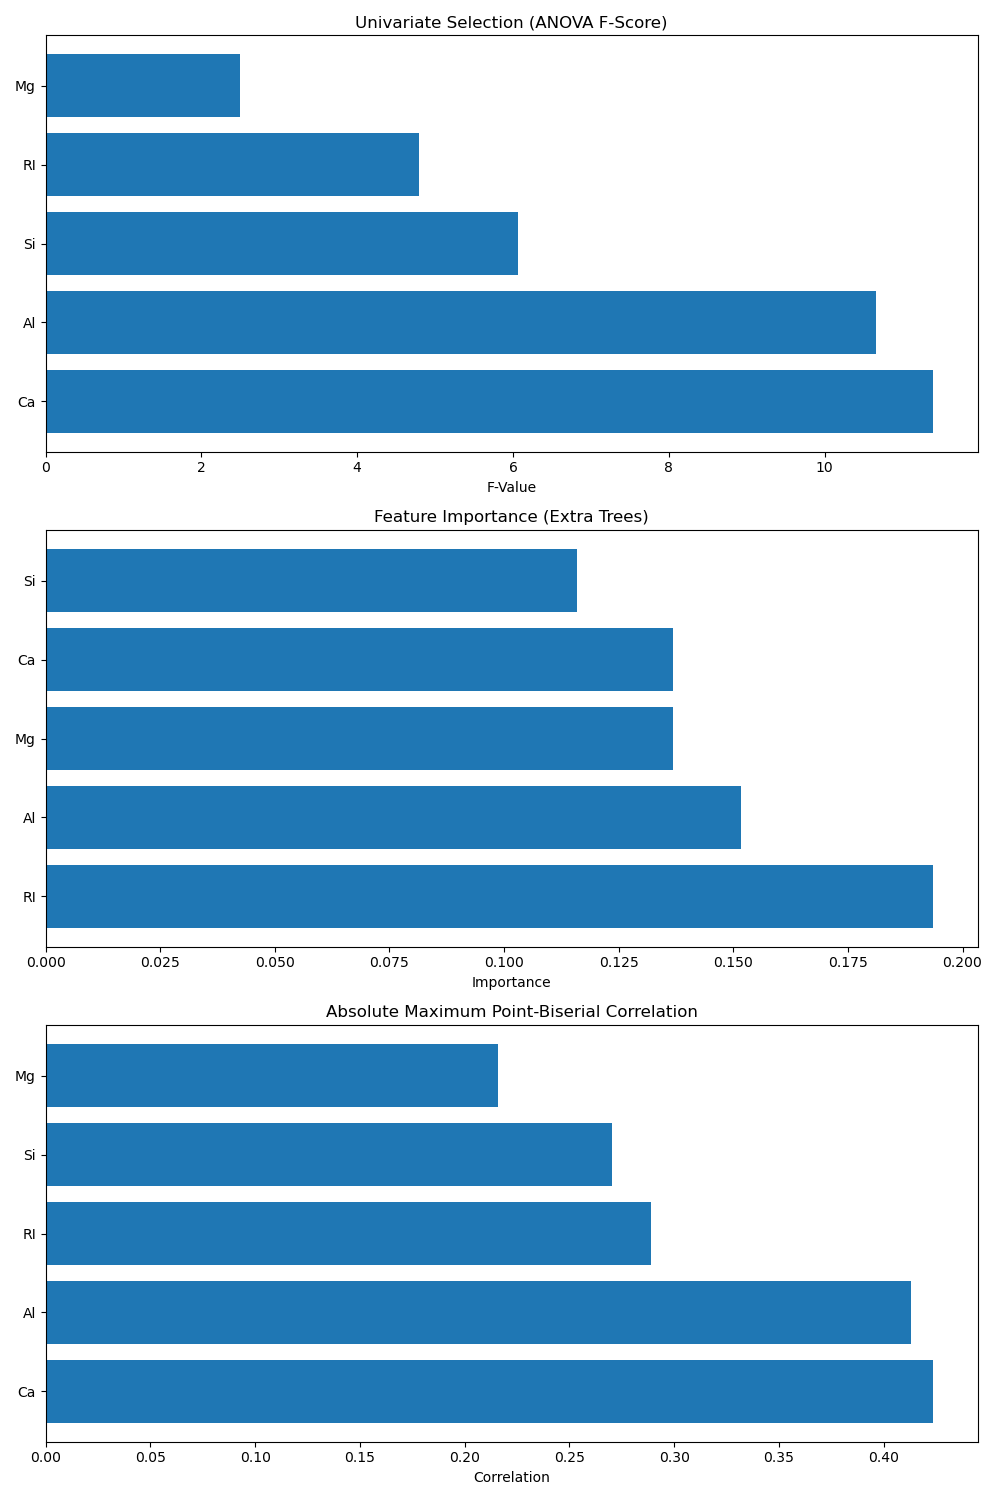 Univariate Selection (ANOVA F-Score)
Mg
RI
Si
Al
Ca
0 2 4 6 8 10
F-Value
Feature Importance (Extra Trees)
Si
Ca
Mg
Al
RI
0.000 0.025 0.050 0.075 0.100 0.125 0.150 0.175 0.200
Importance
Absolute Maximum Point-Biserial Correlation
Mg
Si
RI
Al
Ca
0.00 0.05 0.10 0.15 0.20 0.25 0.30 0.35 0.40
Correlation